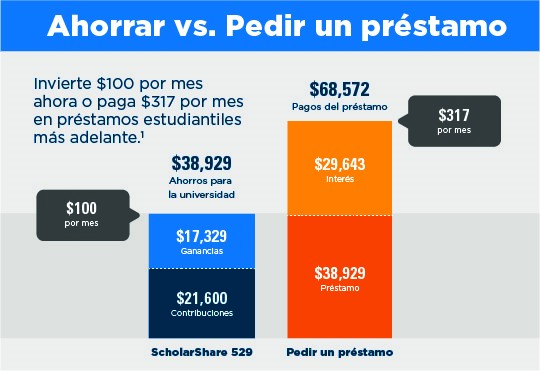 Ahorrar vs. Pedir un préstamo
Invierte $100 por mes
ahora o paga $317 por mes
en préstamos estudiantiles
más adelante.¹
$38,929
Ahorros para
la universidad
$68,572
Pagos del préstamo
$317
por mes
$100
por mes
$17,329
Ganancias
$21,600
Contribuciones
$29,643
Interés
$38,929
Préstamo
ScholarShare 529
Pedir un préstamo